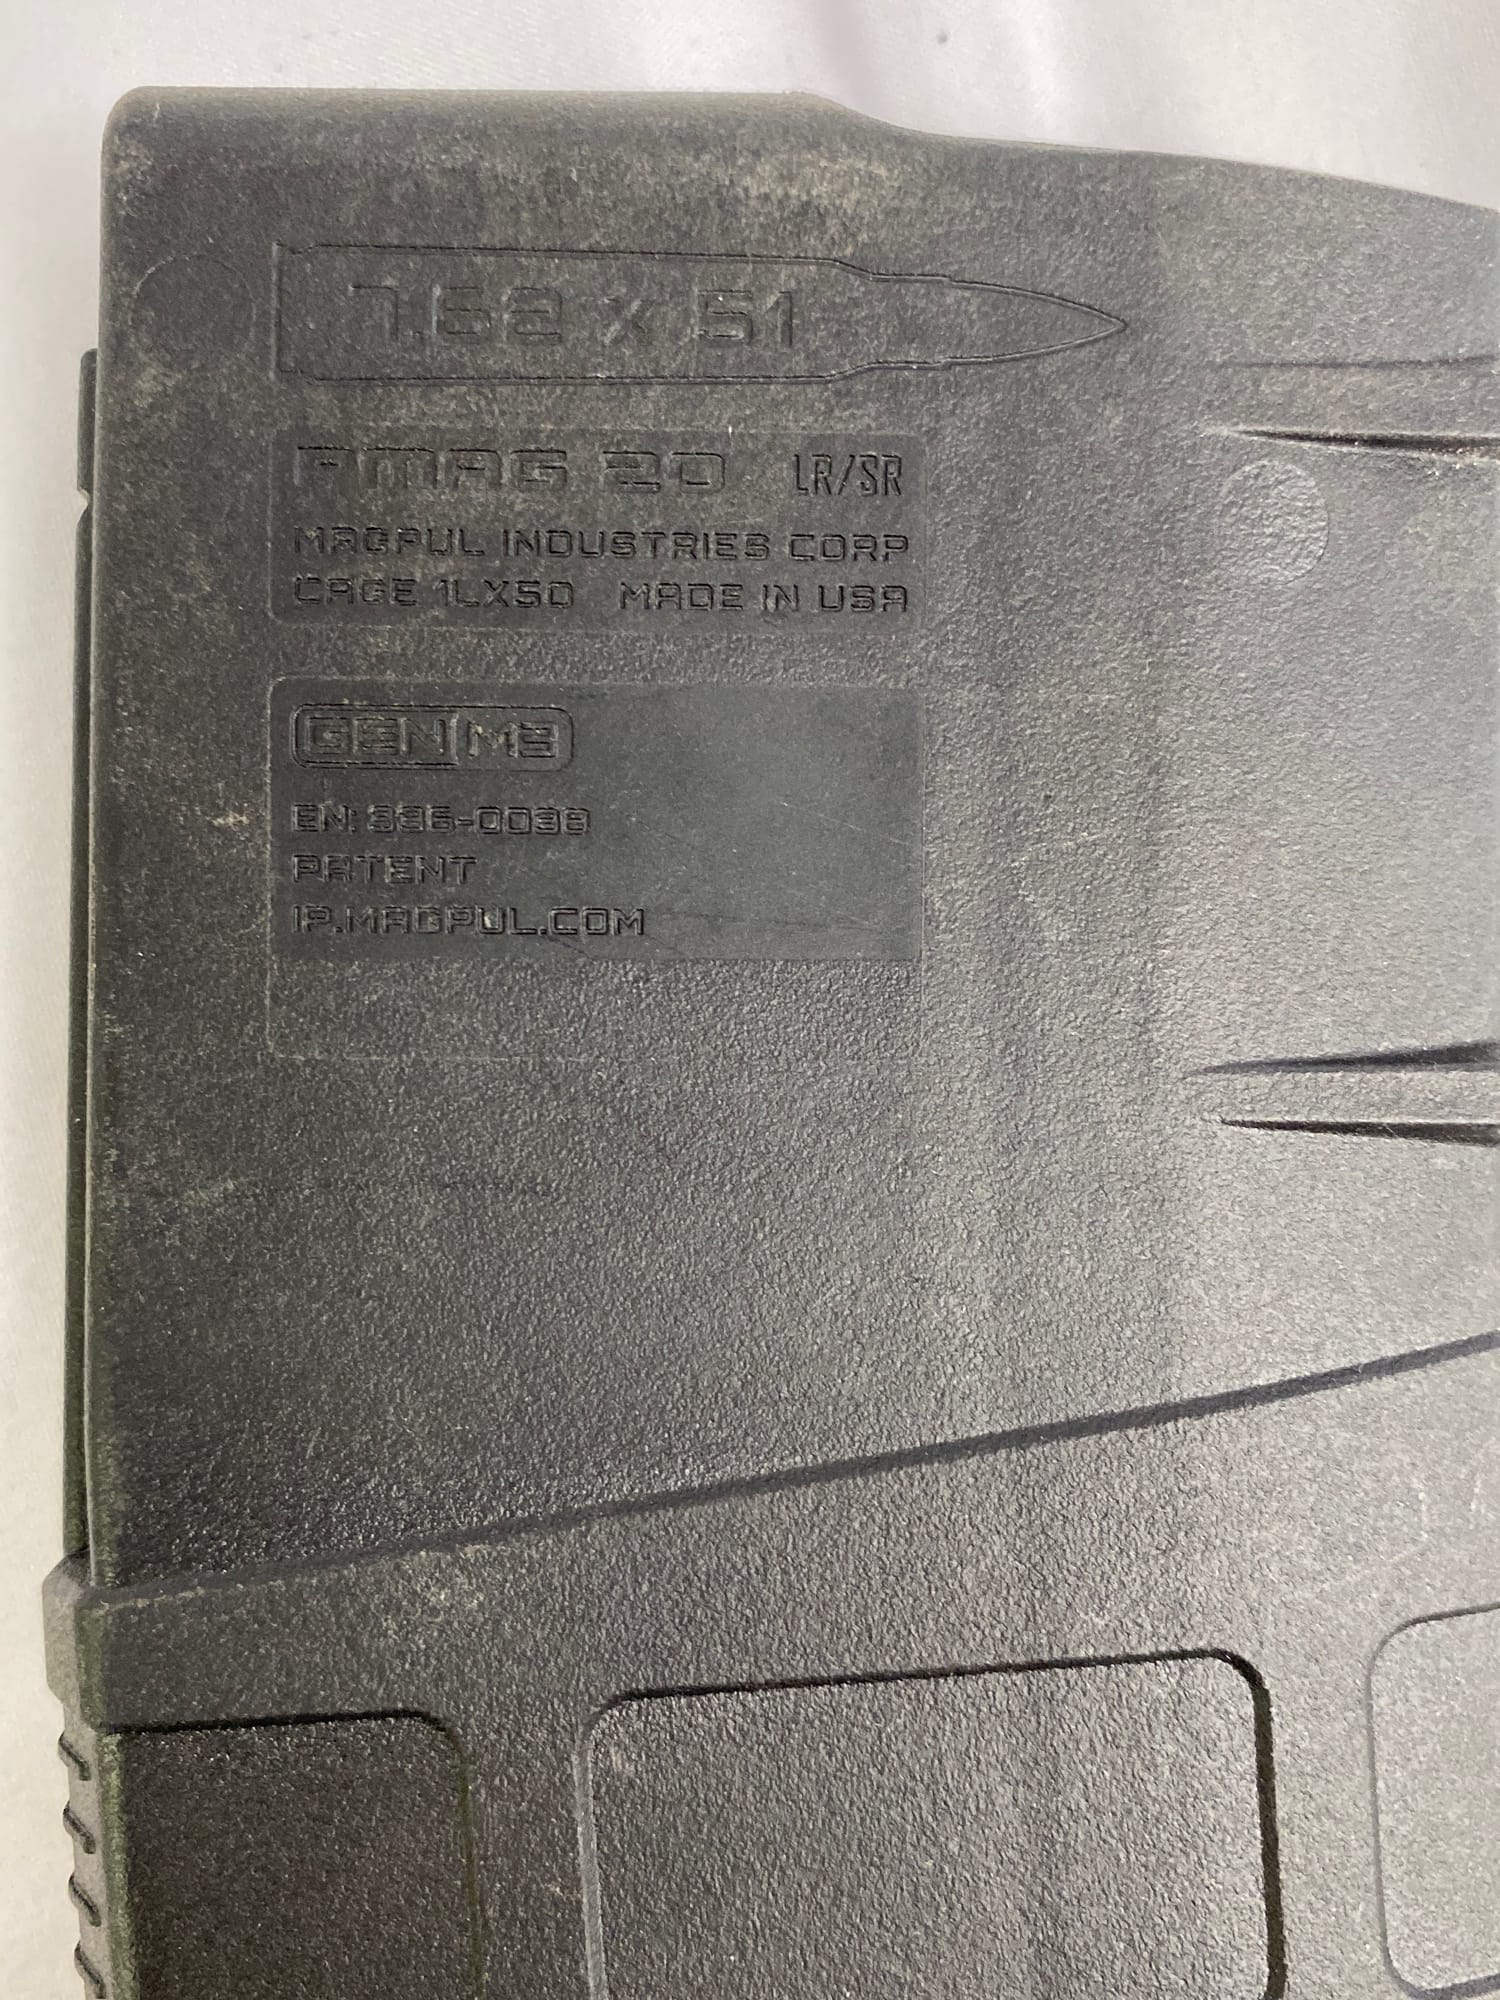 7.62 x 51
PMAG 20 LR/SR
MAGPUL INDUSTRIES CORP
CAGE 1LX50 MADE IN USA
GEN M3
EN: 336-0038
PATENT
IP.MAGPUL.COM